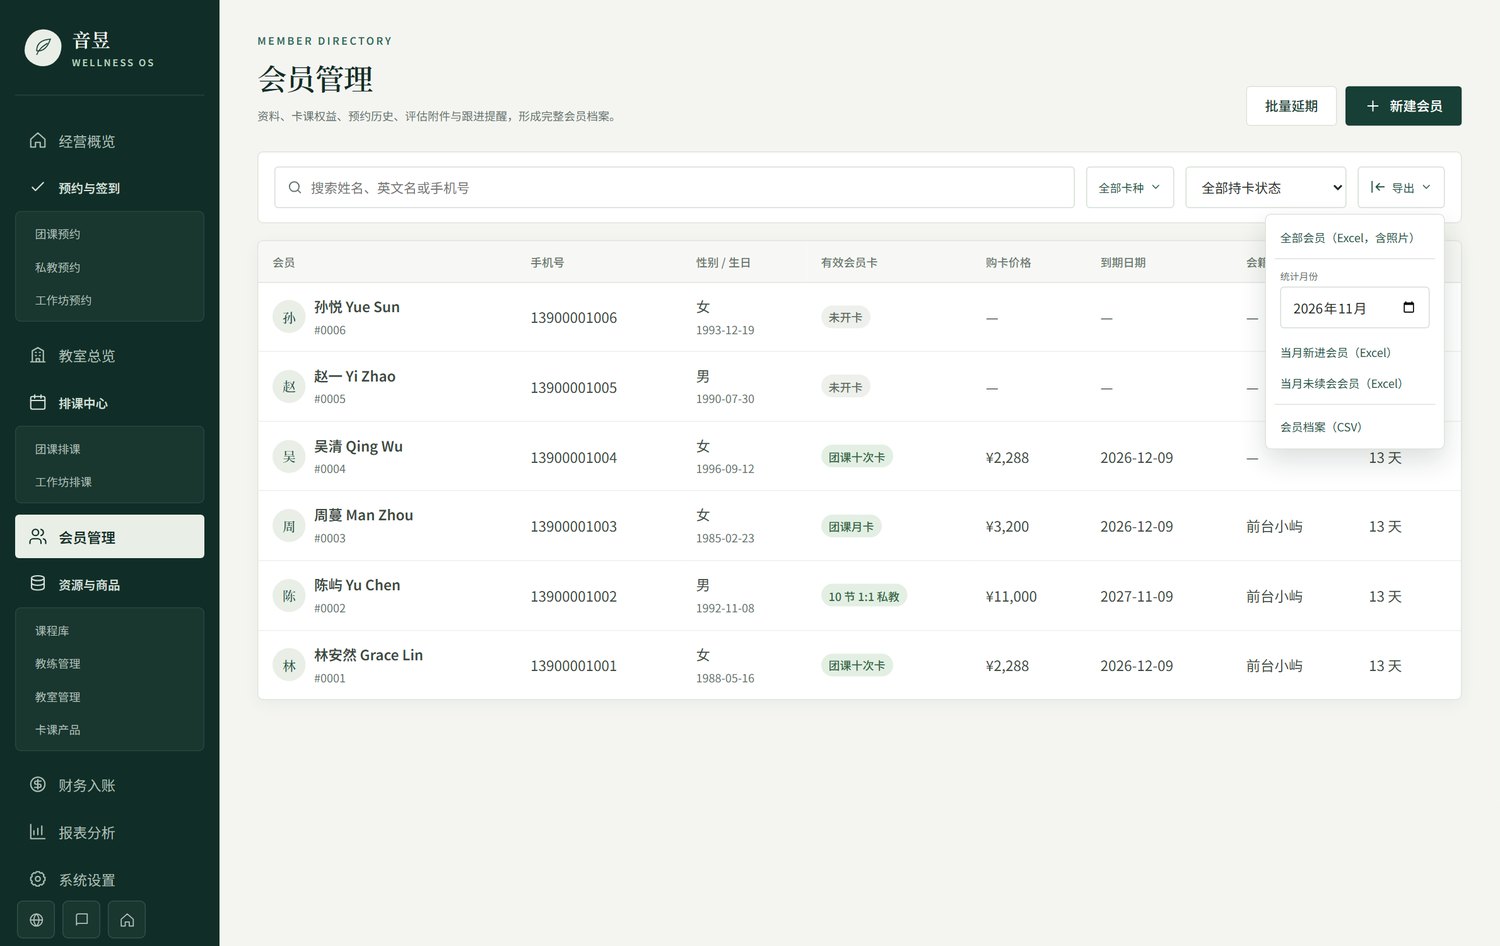 音昱
WELLNESS OS
经营概览
预约与签到
团课预约
私教预约
工作坊预约
教室总览
排课中心
团课排课
工作坊排课
会员管理
资源与商品
课程库
教练管理
教室管理
卡课产品
财务入账
报表分析
系统设置
MEMBER DIRECTORY
会员管理
资料、卡课权益、预约历史、评估附件与跟进提醒，形成完整会员档案。
批量延期
新建会员
搜索姓名、英文名或手机号
全部卡种
全部持卡状态
导出
全部会员（Excel，含照片）
统计月份
2026年11月
当月新进会员（Excel）
当月未续会会员（Excel）
会员档案（CSV）
会员 手机号 性别 / 生日 有效会员卡 购卡价格 到期日期 会籍
孙 孙悦 Yue Sun 13900001006 女 未开卡 — — —
#0006 1993-12-19
赵 赵一 Yi Zhao 13900001005 男 未开卡 — — —
#0005 1990-07-30
吴 吴清 Qing Wu 13900001004 女 团课十次卡 ¥2,288 2026-12-09 — 13 天
#0004 1996-09-12
周 周蔓 Man Zhou 13900001003 女 团课月卡 ¥3,200 2026-12-09 前台小屿 13 天
#0003 1985-02-23
陈 陈屿 Yu Chen 13900001002 男 10 节 1:1 私教 ¥11,000 2027-11-09 前台小屿 13 天
#0002 1992-11-08
林 林安然 Grace Lin 13900001001 女 团课十次卡 ¥2,288 2026-12-09 前台小屿 13 天
#0001 1988-05-16